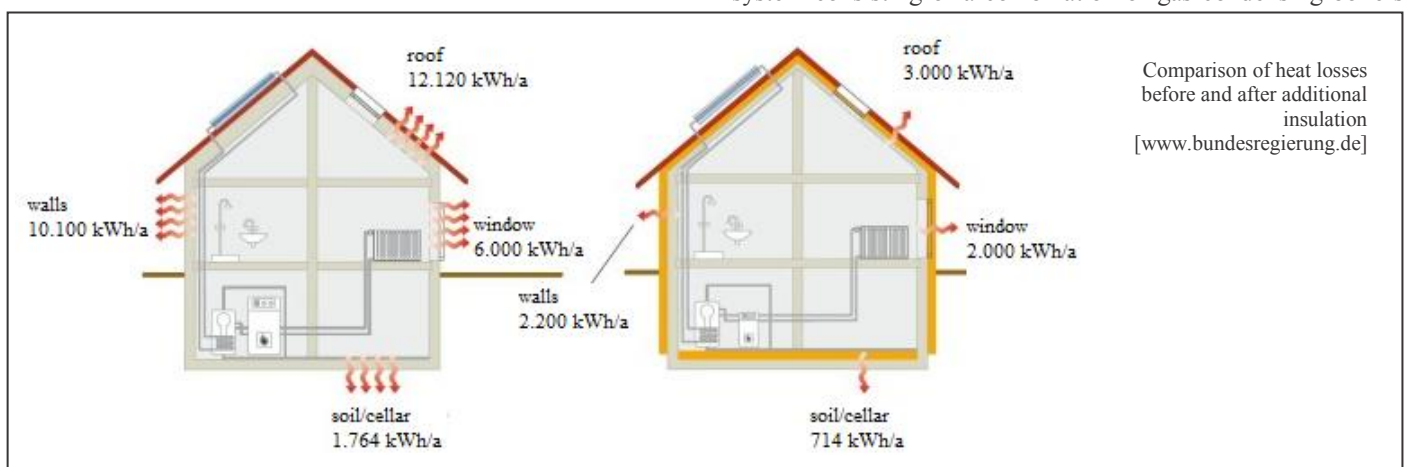 roof
12.120 kWh/a
walls
10.100 kWh/a
window
6.000 kWh/a
soil/cellar
1.764 kWh/a
roof
3.000 kWh/a
walls
2.200 kWh/a
window
2.000 kWh/a
soil/cellar
714 kWh/a
Comparison of heat losses
before and after additional
insulation
[www.bundesregierung.de]